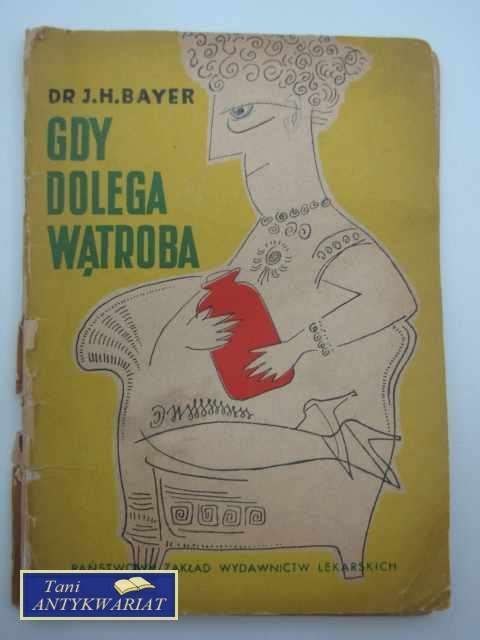 DR J.H. BAYER
GDY
DOLEGA
WĄTROBA
PAŃSTWOWY ZAKŁAD WYDAWNICTW LEKARSKICH
Tani
ANTYKWARIAT